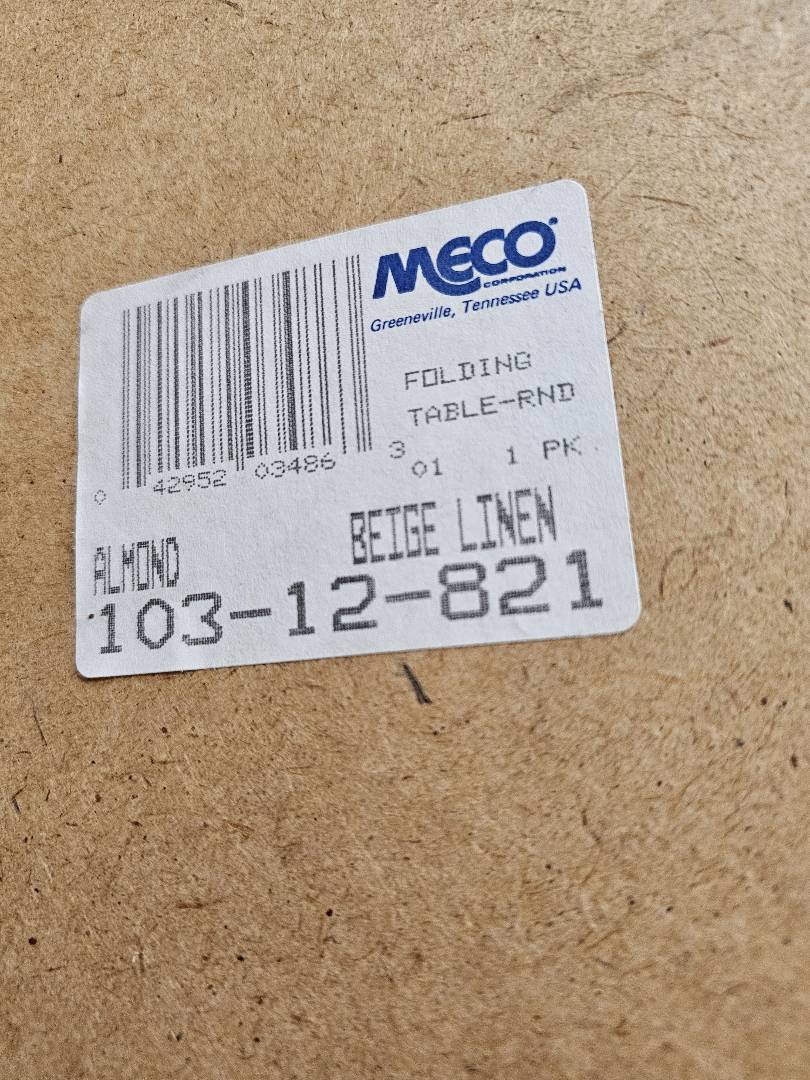 MECO
CORPORATION
Greeneville, Tennessee USA
FOLDING
TABLE-RND
0 42952 03486 3
01 1 PK
ALMOND BEIGE LINEN
103-12-821